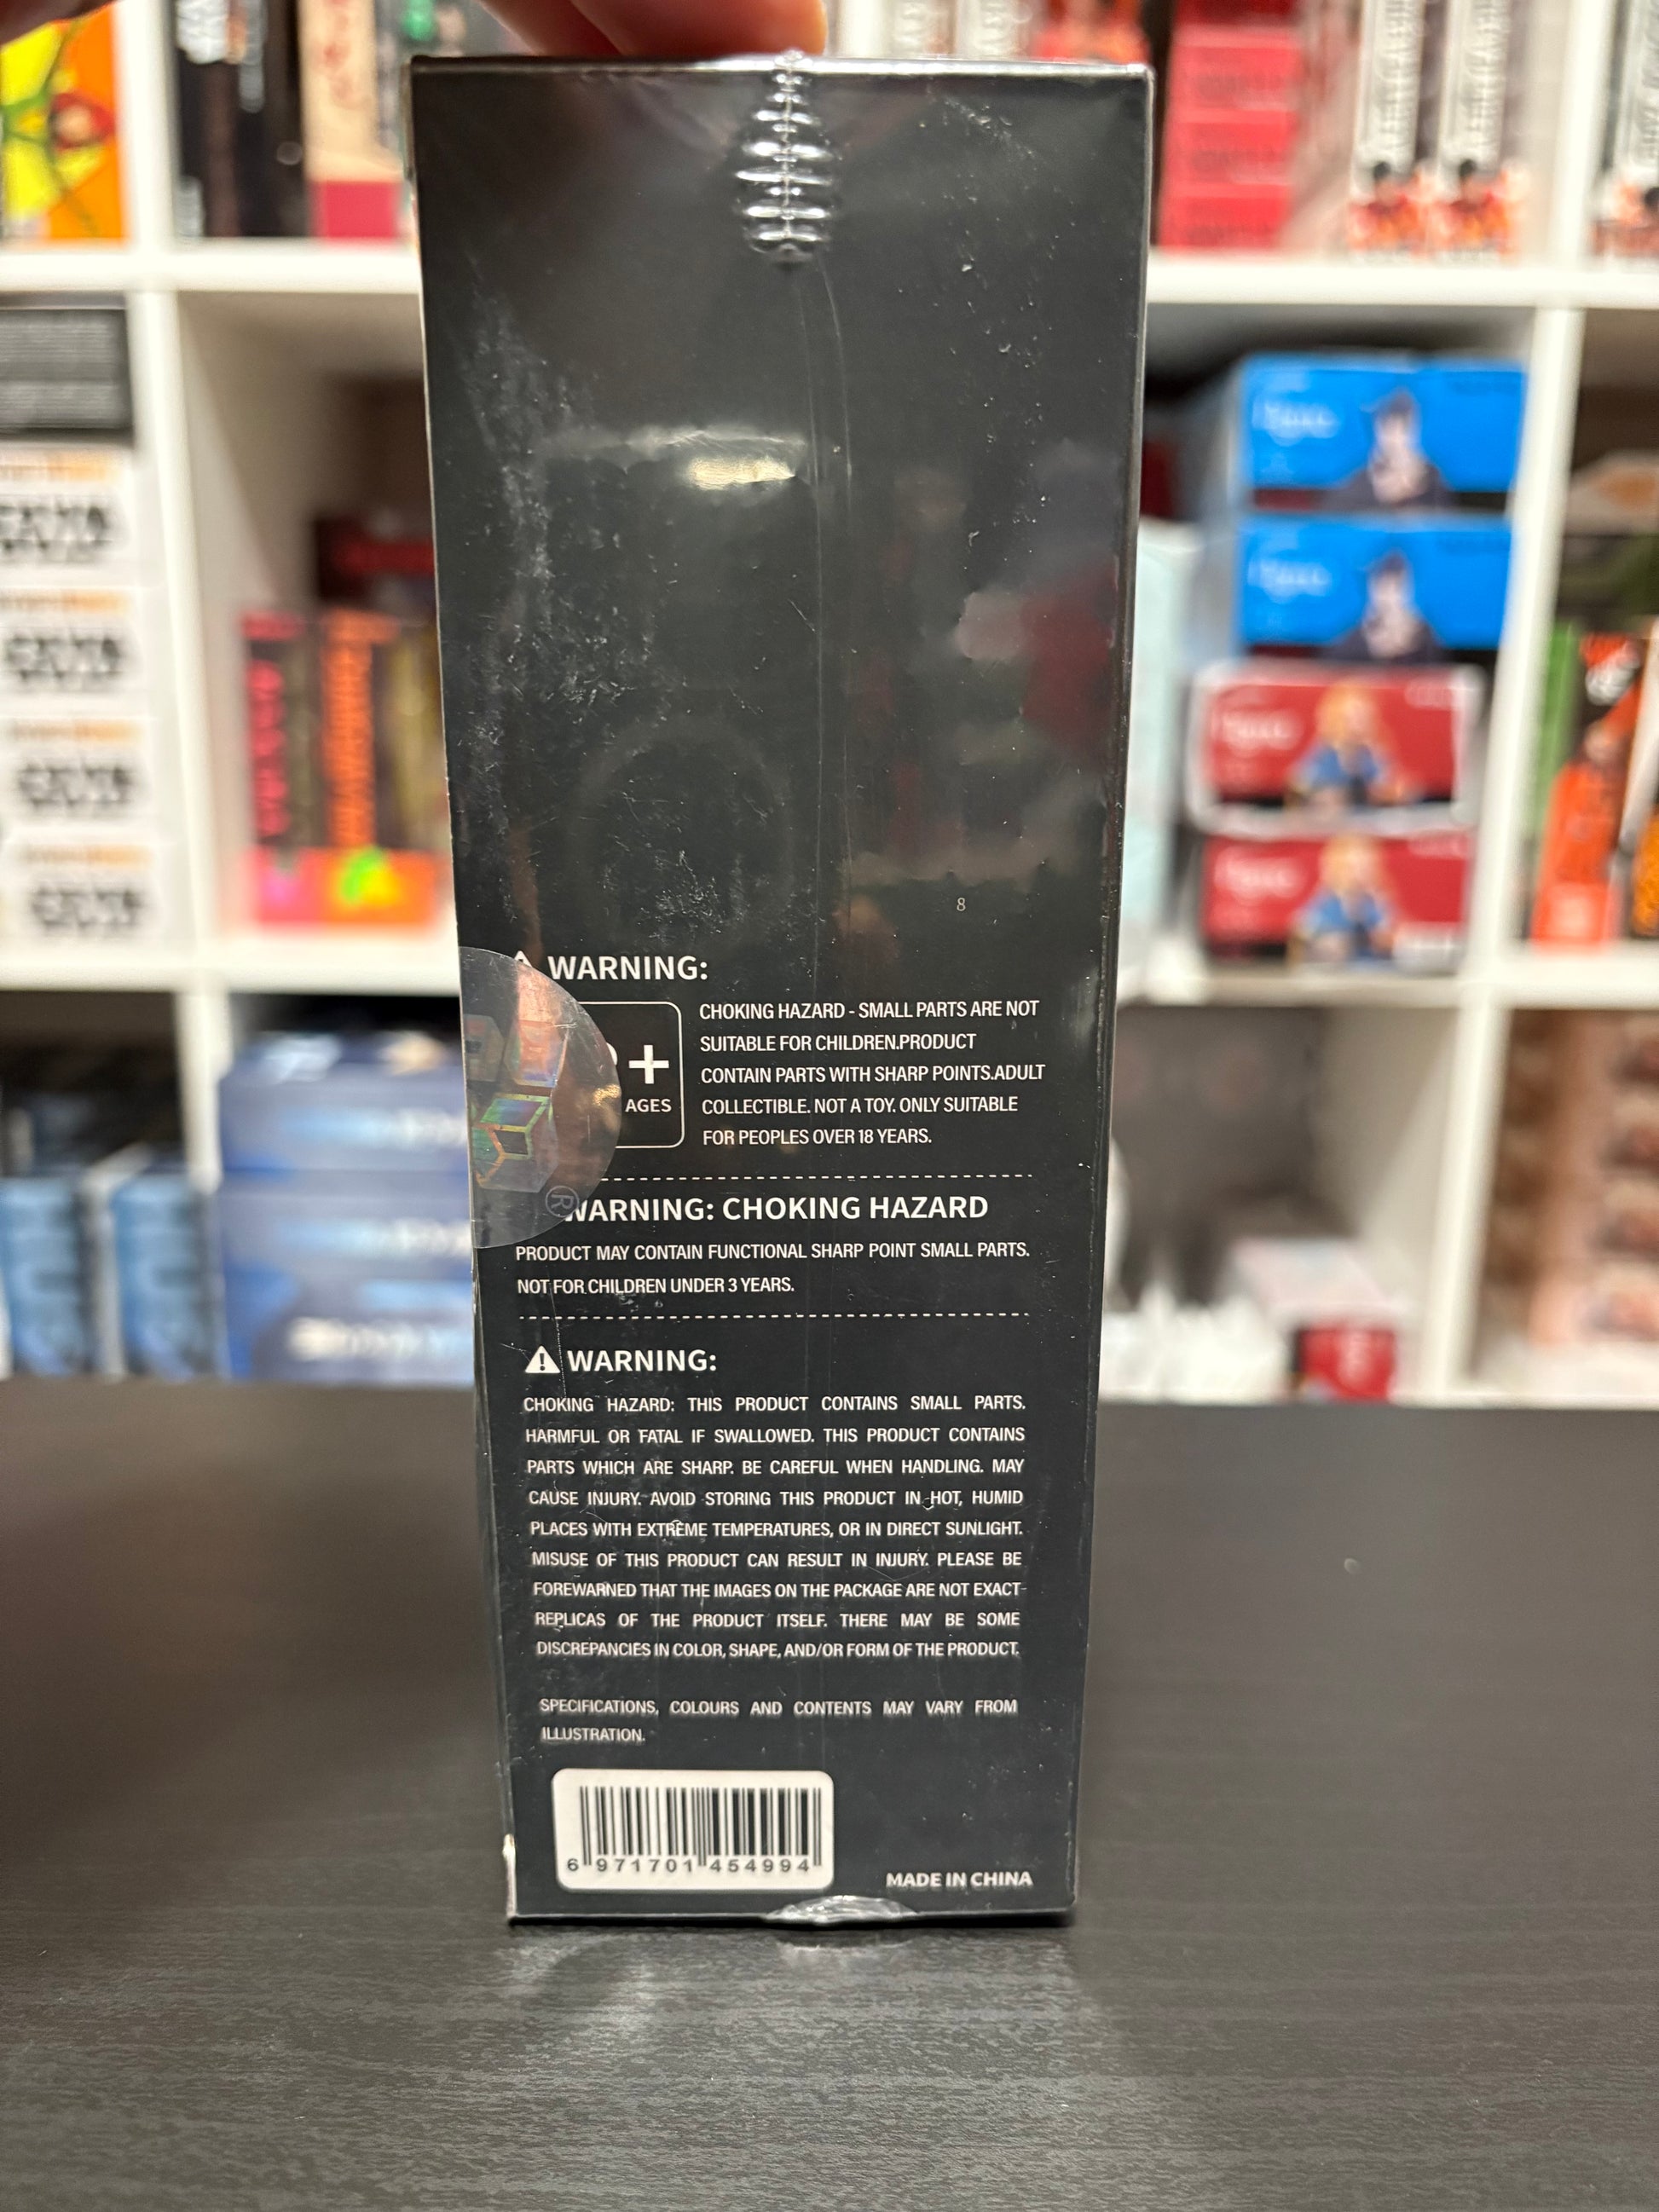 8
WARNING:
+
AGES
CHOKING HAZARD - SMALL PARTS ARE NOT
SUITABLE FOR CHILDREN.PRODUCT
CONTAIN PARTS WITH SHARP POINTS.ADULT
COLLECTIBLE. NOT A TOY. ONLY SUITABLE
FOR PEOPLES OVER 18 YEARS.
®
WARNING: CHOKING HAZARD
PRODUCT MAY CONTAIN FUNCTIONAL SHARP POINT SMALL PARTS.
NOT FOR CHILDREN UNDER 3 YEARS.
WARNING:
CHOKING HAZARD: THIS PRODUCT CONTAINS SMALL PARTS.
HARMFUL OR FATAL IF SWALLOWED. THIS PRODUCT CONTAINS
PARTS WHICH ARE SHARP. BE CAREFUL WHEN HANDLING. MAY
CAUSE INJURY. AVOID STORING THIS PRODUCT IN HOT, HUMID
PLACES WITH EXTREME TEMPERATURES, OR IN DIRECT SUNLIGHT.
MISUSE OF THIS PRODUCT CAN RESULT IN INJURY. PLEASE BE
FOREWARNED THAT THE IMAGES ON THE PACKAGE ARE NOT EXACT
REPLICAS OF THE PRODUCT ITSELF. THERE MAY BE SOME
DISCREPANCIES IN COLOR, SHAPE, AND/OR FORM OF THE PRODUCT.
SPECIFICATIONS, COLOURS AND CONTENTS MAY VARY FROM
ILLUSTRATION.
6 971701 454994
MADE IN CHINA